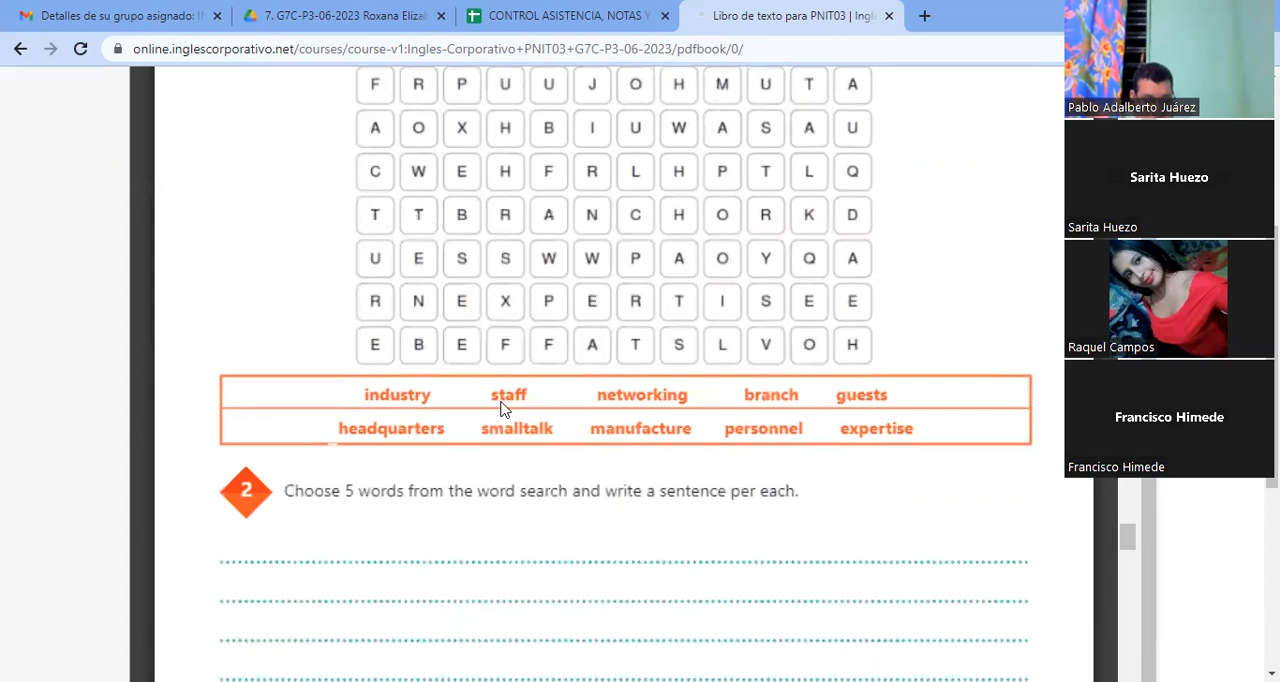 Detalles de su grupo asignado: I
7. G7C-P3-06-2023 Roxana Eliza
CONTROL ASISTENCIA, NOTAS Y
Libro de texto para PNIT03 | Ingl
online.inglescorporativo.net/courses/course-v1:Ingles-Corporativo+PNIT03+G7C-P3-06-2023/pdfbook/0/
F R P U U J O H M U T A
X H B I U W A S A U
C W E H F R L H P T L Q
T T B R A N C H O R K D
U S S W W P A O Y Q A
R N E X P E R T I S E E
E E F F A T S L V O H
industry staff networking branch guests
headquarters smalltalk manufacture personnel expertise
2 Choose 5 words from the word search and write a sentence per each.
Pablo Adalberto Juárez
Sarita Huezo
Sarita Huezo
Raquel Campos
Francisco Himede
Francisco Himede